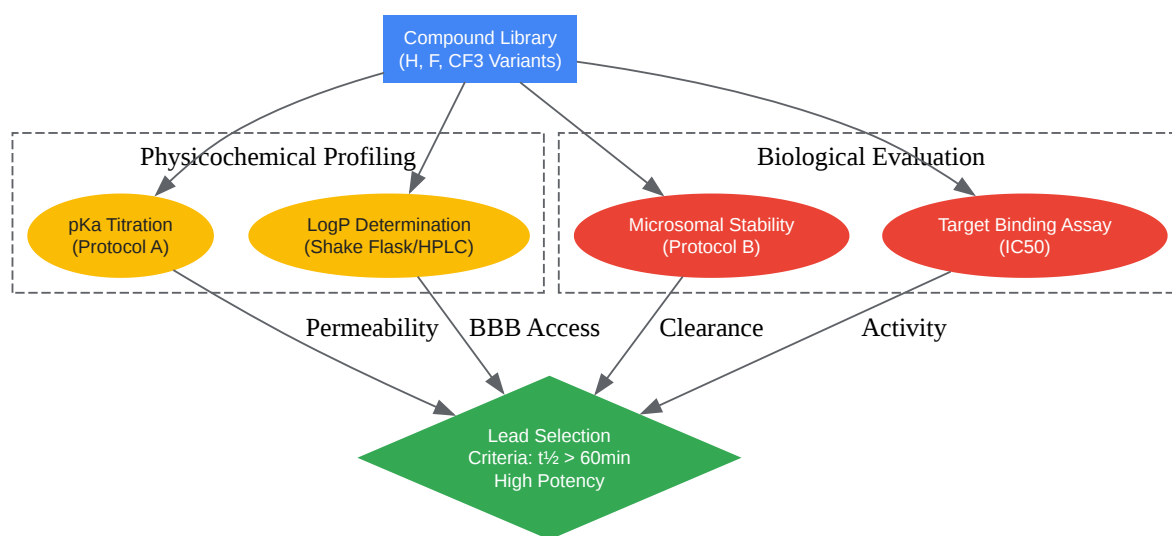 Compound Library
(H, F, CF3 Variants)
Physicochemical Profiling
Biological Evaluation
pKa Titration
(Protocol A)
LogP Determination
(Shake Flask/HPLC)
Microsomal Stability
(Protocol B)
Target Binding Assay
(IC50)
Permeability
BBB Access
Clearance
Activity
Lead Selection
Criteria: t½ > 60min
High Potency